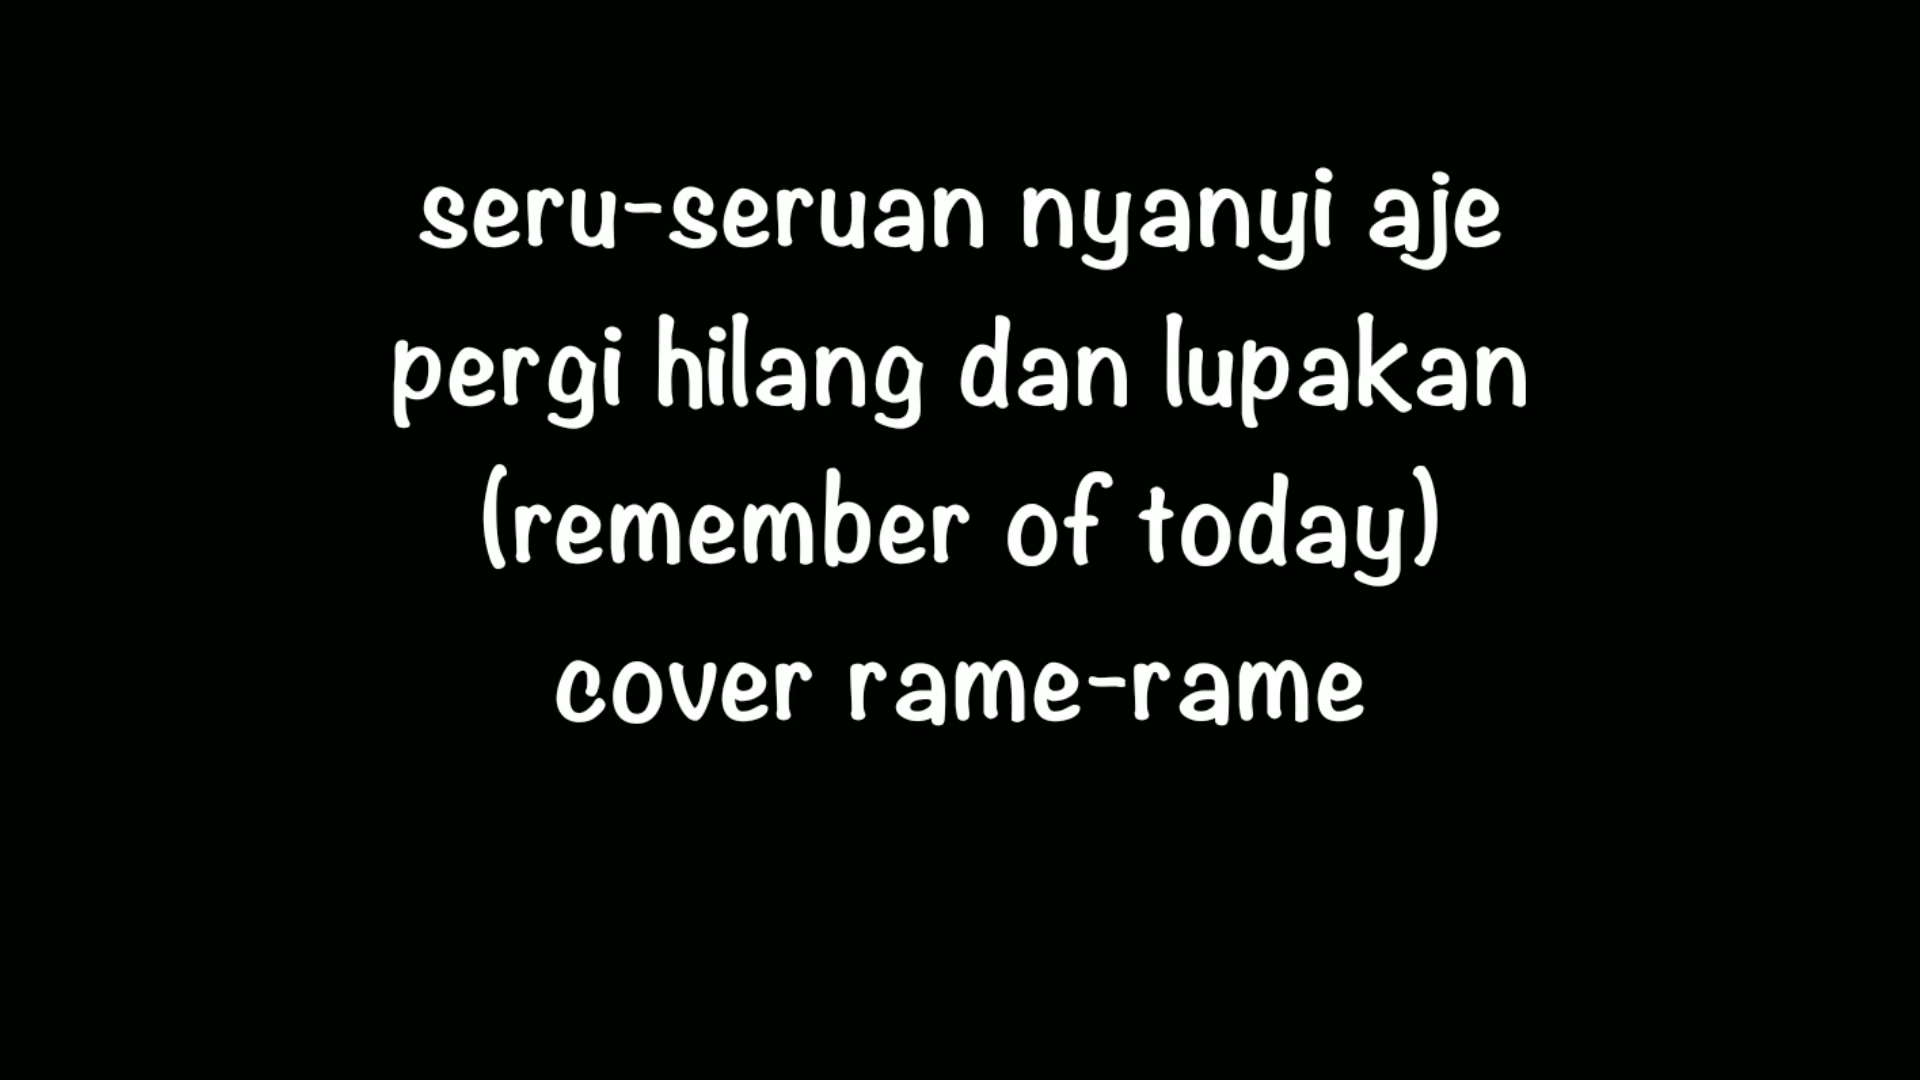 seru-seruan nyanyi aje
pergi hilang dan lupakan
(remember of today)
cover rame-rame